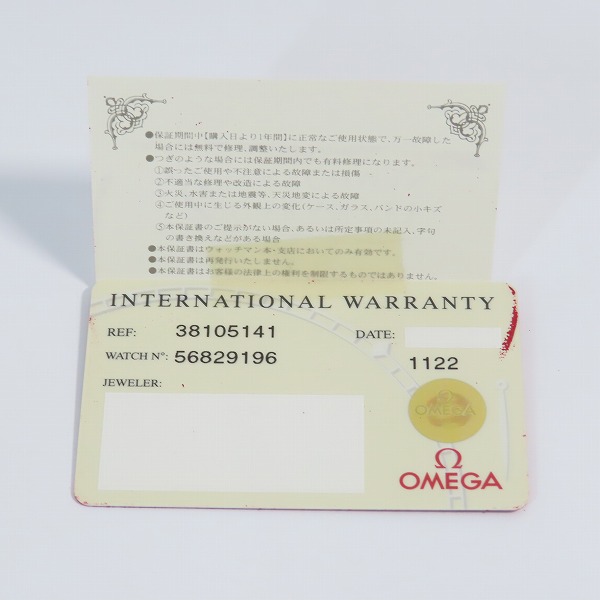 ●保証期間中【購入日より1年間】に正常なご使用状態で、万一故障した
場合には無料で修理、調整いたします。
●つぎのような場合には保証期間内でも有料修理になります。
①誤ったご使用や不注意による故障または損傷
②不適当な修理や改造による故障
③火災、水害または地震等、天災地変による故障
④ご使用中に生じる外観上の変化(ケース、ガラス、バンドの小キズ
など)
⑤本保証書のご提示がない場合、あるいは所定事項の未記入、字句
の書き換えなどがある場合
●本保証書はウォッチマン本・支店においてのみ有効です。
●本保証書は再発行いたしません。
●本保証書はお客様の法律上の権利を制限するものではありません。
INTERNATIONAL WARRANTY
REF: 38105141 DATE:
WATCH N°: 56829196 1122
JEWELER:
OMEGA
Ω
OMEGA